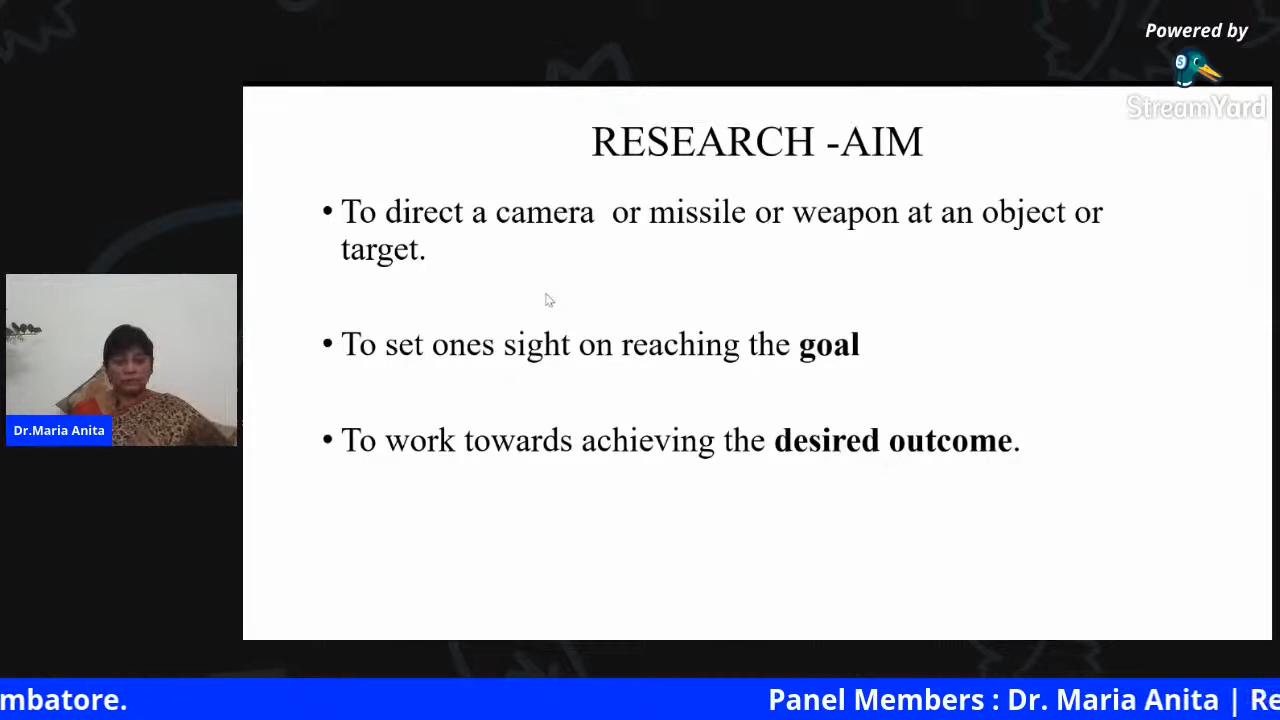 Powered by
StreamYard
RESEARCH -AIM
• To direct a camera or missile or weapon at an object or
target.
• To set ones sight on reaching the goal
• To work towards achieving the desired outcome.
Dr.Maria Anita
mbatore.
Panel Members : Dr. Maria Anita | Re